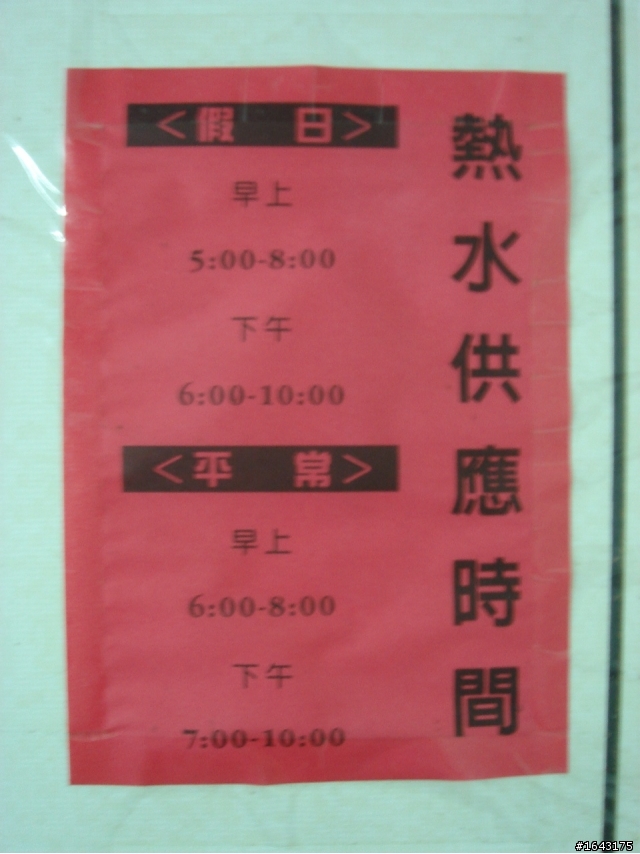 熱水供應時間
<假 日>
早上
5:00-8:00
下午
6:00-10:00
<平 常>
早上
6:00-8:00
下午
7:00-10:00
#1643175